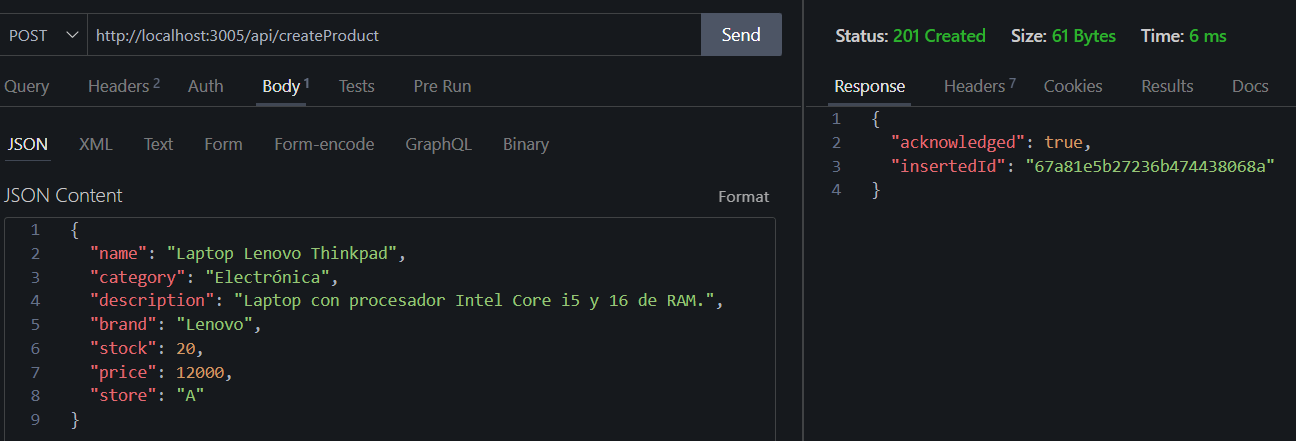 POST http://localhost:3005/api/createProduct Send
Query Headers 2 Auth Body 1 Tests Pre Run
JSON XML Text Form Form-encode GraphQL Binary
JSON Content Format
1 {
2 "name": "Laptop Lenovo Thinkpad",
3 "category": "Electrónica",
4 "description": "Laptop con procesador Intel Core i5 y 16 de RAM.",
5 "brand": "Lenovo",
6 "stock": 20,
7 "price": 12000,
8 "store": "A"
9 }
Status: 201 Created Size: 61 Bytes Time: 6 ms
Response Headers 7 Cookies Results Docs
1 {
2 "acknowledged": true,
3 "insertedId": "67a81e5b27236b474438068a"
4 }